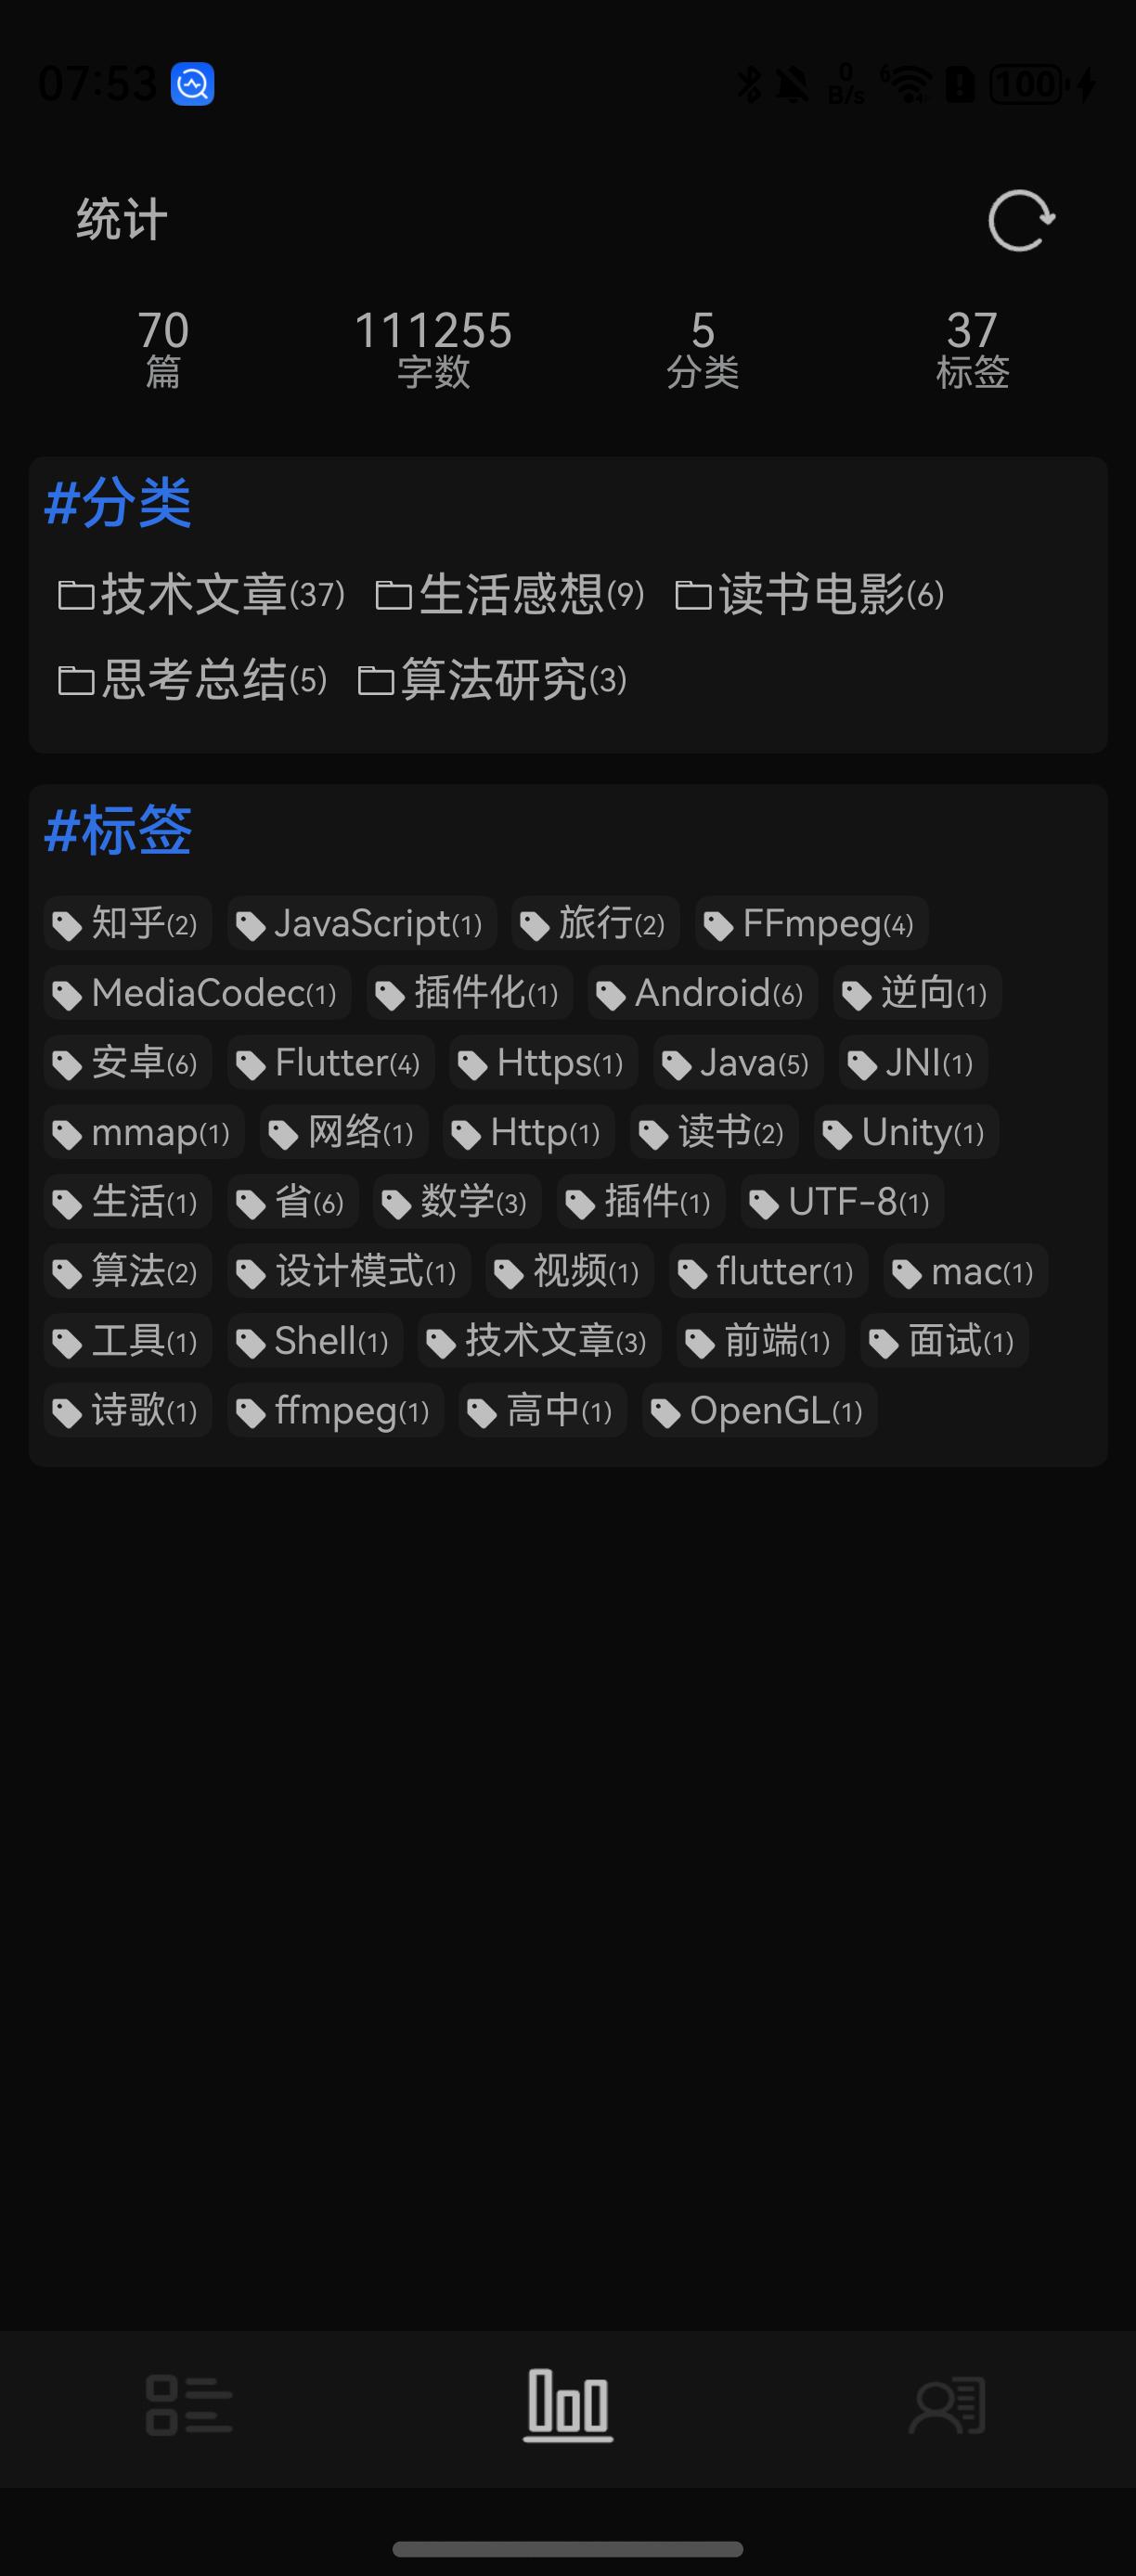 07:53 0 B/s 6 100
统计
70 111255 5 37
篇 字数 分类 标签
#分类
技术文章(37) 生活感想(9) 读书电影(6)
思考总结(5) 算法研究(3)
#标签
知乎(2) JavaScript(1) 旅行(2) FFmpeg(4)
MediaCodec(1) 插件化(1) Android(6) 逆向(1)
安卓(6) Flutter(4) Https(1) Java(5) JNI(1)
mmap(1) 网络(1) Http(1) 读书(2) Unity(1)
生活(1) 省(6) 数学(3) 插件(1) UTF-8(1)
算法(2) 设计模式(1) 视频(1) flutter(1) mac(1)
工具(1) Shell(1) 技术文章(3) 前端(1) 面试(1)
诗歌(1) ffmpeg(1) 高中(1) OpenGL(1)